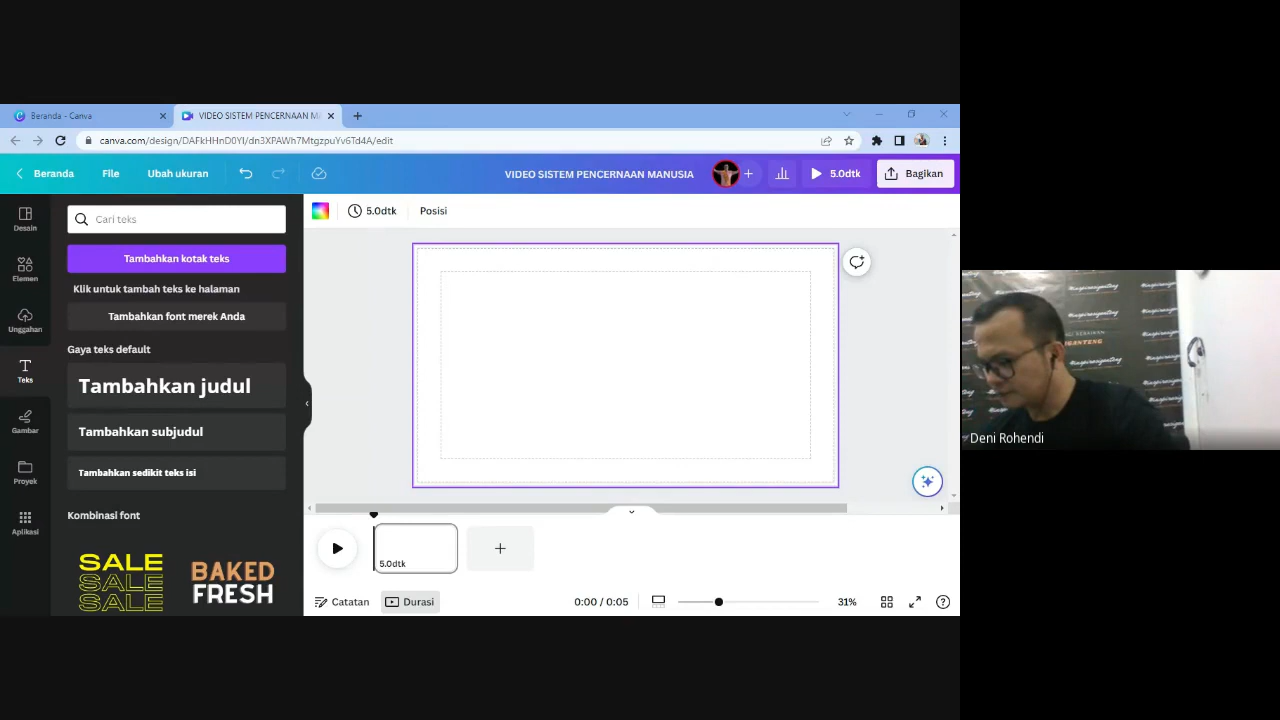 Beranda - Canva
VIDEO SISTEM PENCERNAAN MA
canva.com/design/DAFkHHnD0YI/dn3XPAWh7MtgzpuYv6Td4A/edit
Beranda
File
Ubah ukuran
VIDEO SISTEM PENCERNAAN MANUSIA
5.0dtk
Bagikan
Desain
Elemen
Unggahan
Teks
Gambar
Proyek
Aplikasi
Cari teks
Tambahkan kotak teks
Klik untuk tambah teks ke halaman
Tambahkan font merek Anda
Gaya teks default
Tambahkan judul
Tambahkan subjudul
Tambahkan sedikit teks isi
Kombinasi font
SALE
SALE
SALE
BAKED
FRESH
5.0dtk
Posisi
5.0dtk
Catatan
Durasi
0:00 / 0:05
31%
Deni Rohendi